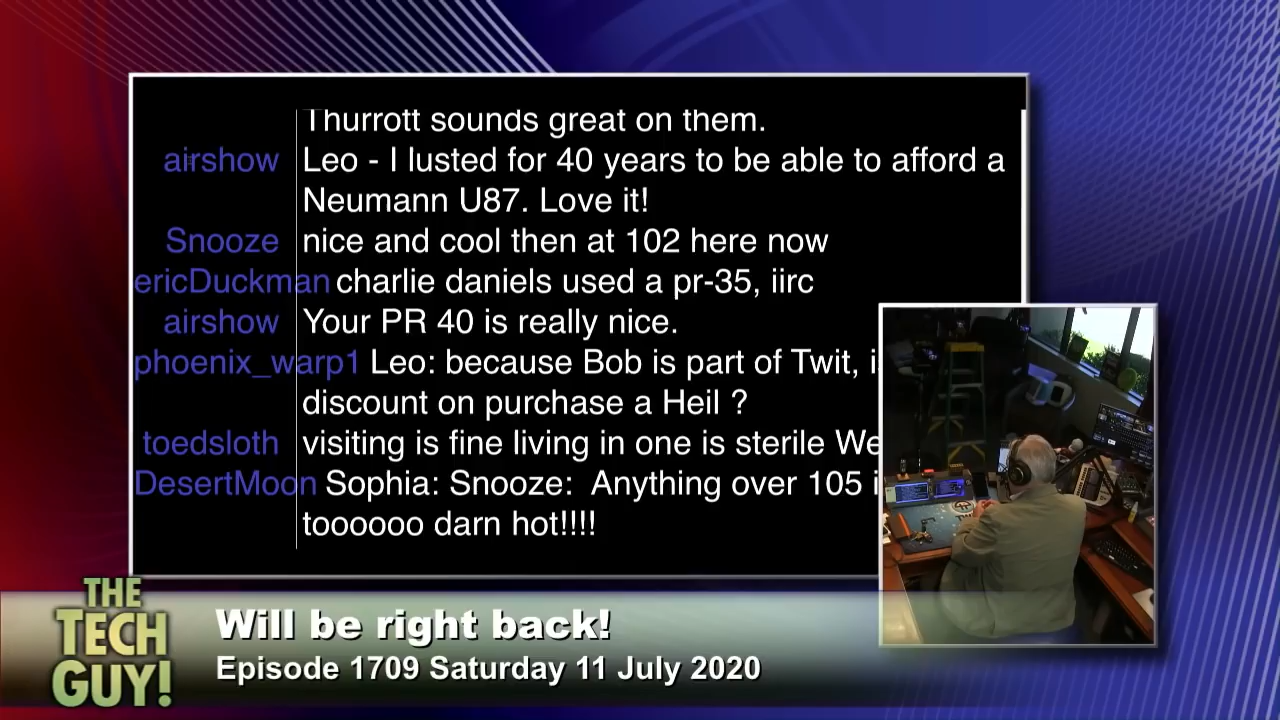 Thurrott sounds great on them.
airshow Leo - I lusted for 40 years to be able to afford a
Neumann U87. Love it!
Snooze nice and cool then at 102 here now
ericDuckman charlie daniels used a pr-35, iirc
airshow Your PR 40 is really nice.
phoenix_warp1 Leo: because Bob is part of Twit,
discount on purchase a Heil ?
toedsloth visiting is fine living in one is sterile
DesertMoon Sophia: Snooze: Anything over 105
toooooo darn hot!!!!
THE
TECH
GUY!
Will be right back!
Episode 1709 Saturday 11 July 2020